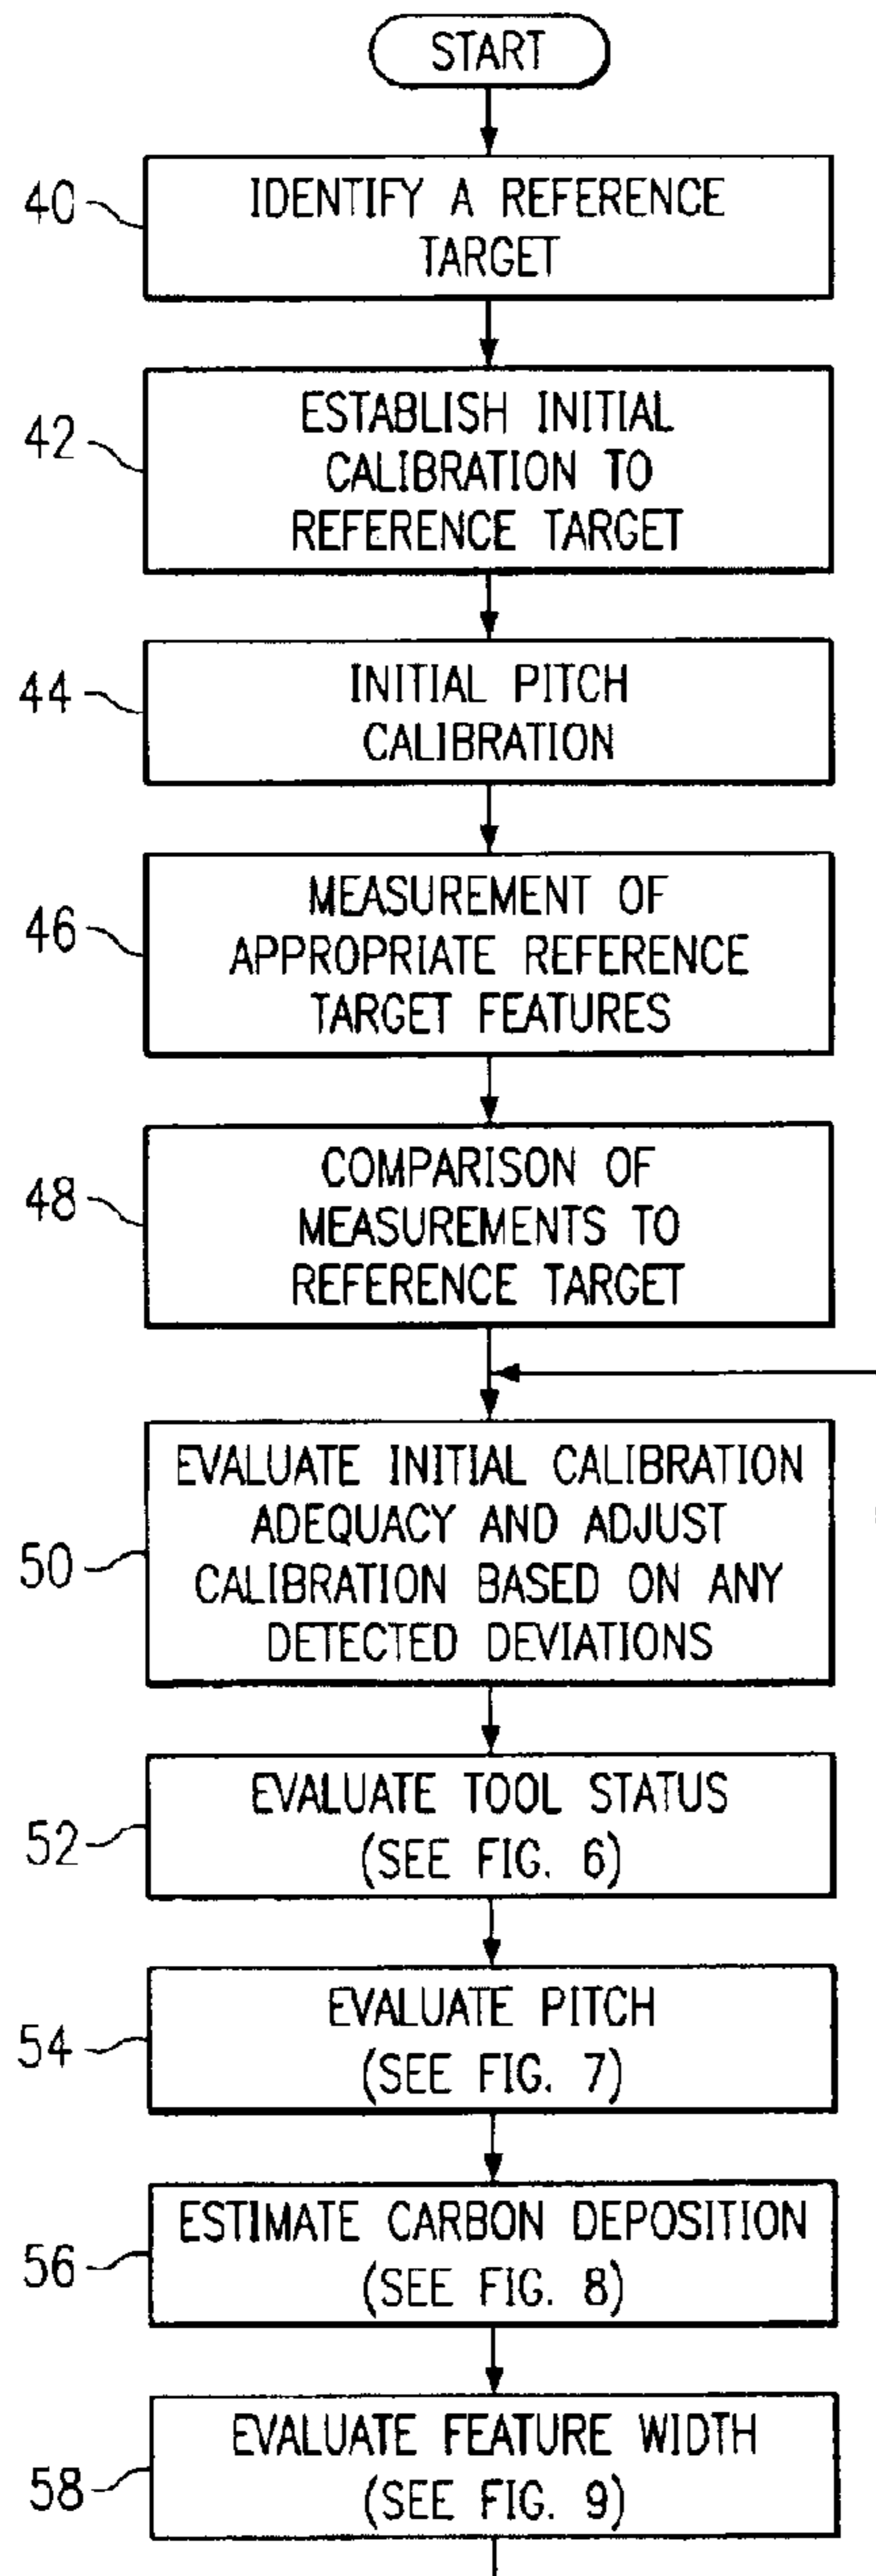 START
40
IDENTIFY A REFERENCE
TARGET
42
ESTABLISH INITIAL
CALIBRATION TO
REFERENCE TARGET
44
INITIAL PITCH
CALIBRATION
46
MEASUREMENT OF
APPROPRIATE REFERENCE
TARGET FEATURES
48
COMPARISON OF
MEASUREMENTS TO
REFERENCE TARGET
50
EVALUATE INITIAL CALIBRATION
ADEQUACY AND ADJUST
CALIBRATION BASED ON ANY
DETECTED DEVIATIONS
52
EVALUATE TOOL STATUS
(SEE FIG. 6)
54
EVALUATE PITCH
(SEE FIG. 7)
56
ESTIMATE CARBON DEPOSITION
(SEE FIG. 8)
58
EVALUATE FEATURE WIDTH
(SEE FIG. 9)